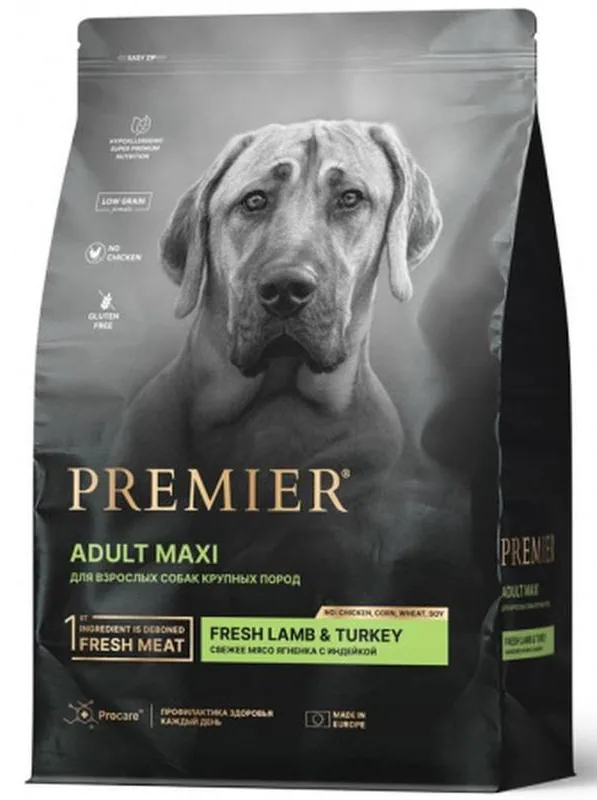 EASY ZIP
HYPOALLERGENIC
SUPER PREMIUM
NUTRITION
LOW GRAIN
formula
NO
CHICKEN
GLUTEN
FREE
PREMIER®
ADULT MAXI
ДЛЯ ВЗРОСЛЫХ СОБАК КРУПНЫХ ПОРОД
NO: CHICKEN, CORN, WHEAT, SOY
1ST INGREDIENT IS DEBONED
FRESH MEAT
FRESH LAMB & TURKEY
СВЕЖЕЕ МЯСО ЯГНЕНКА С ИНДЕЙКОЙ
Procare
ПРОФИЛАКТИКА ЗДОРОВЬЯ
КАЖДЫЙ ДЕНЬ
MADE IN
EUROPE
PREMIER
ADULT MAXI
FRESH LAMB & TURKEY